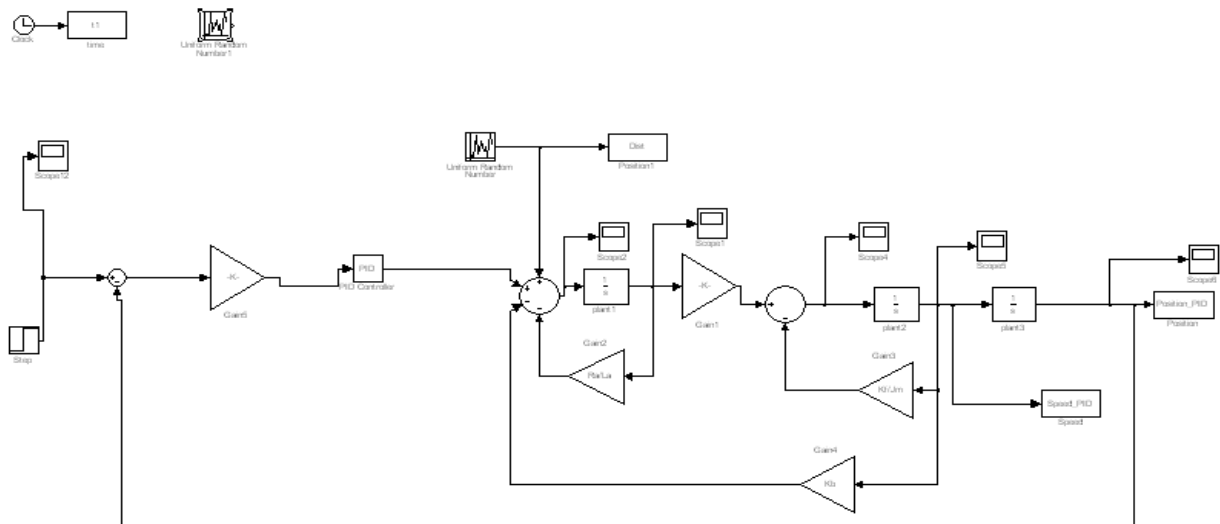 t1
Clock
time
Uniform Random
Number1
Scope12
Uniform Random
Number
Dist
Position1
Step
+
-
-K-
Gain5
PID
PID Controller
+
+
-
-
Scope2
1
s
plant1
Scope1
-K-
Gain1
Gain2
Ra/La
+
-
Scope4
1
s
plant2
Scope5
1
s
plant3
Scope6
Position_PID
Position
Gain3
Kf/Jm
Speed_PID
Speed
Gain4
Kb